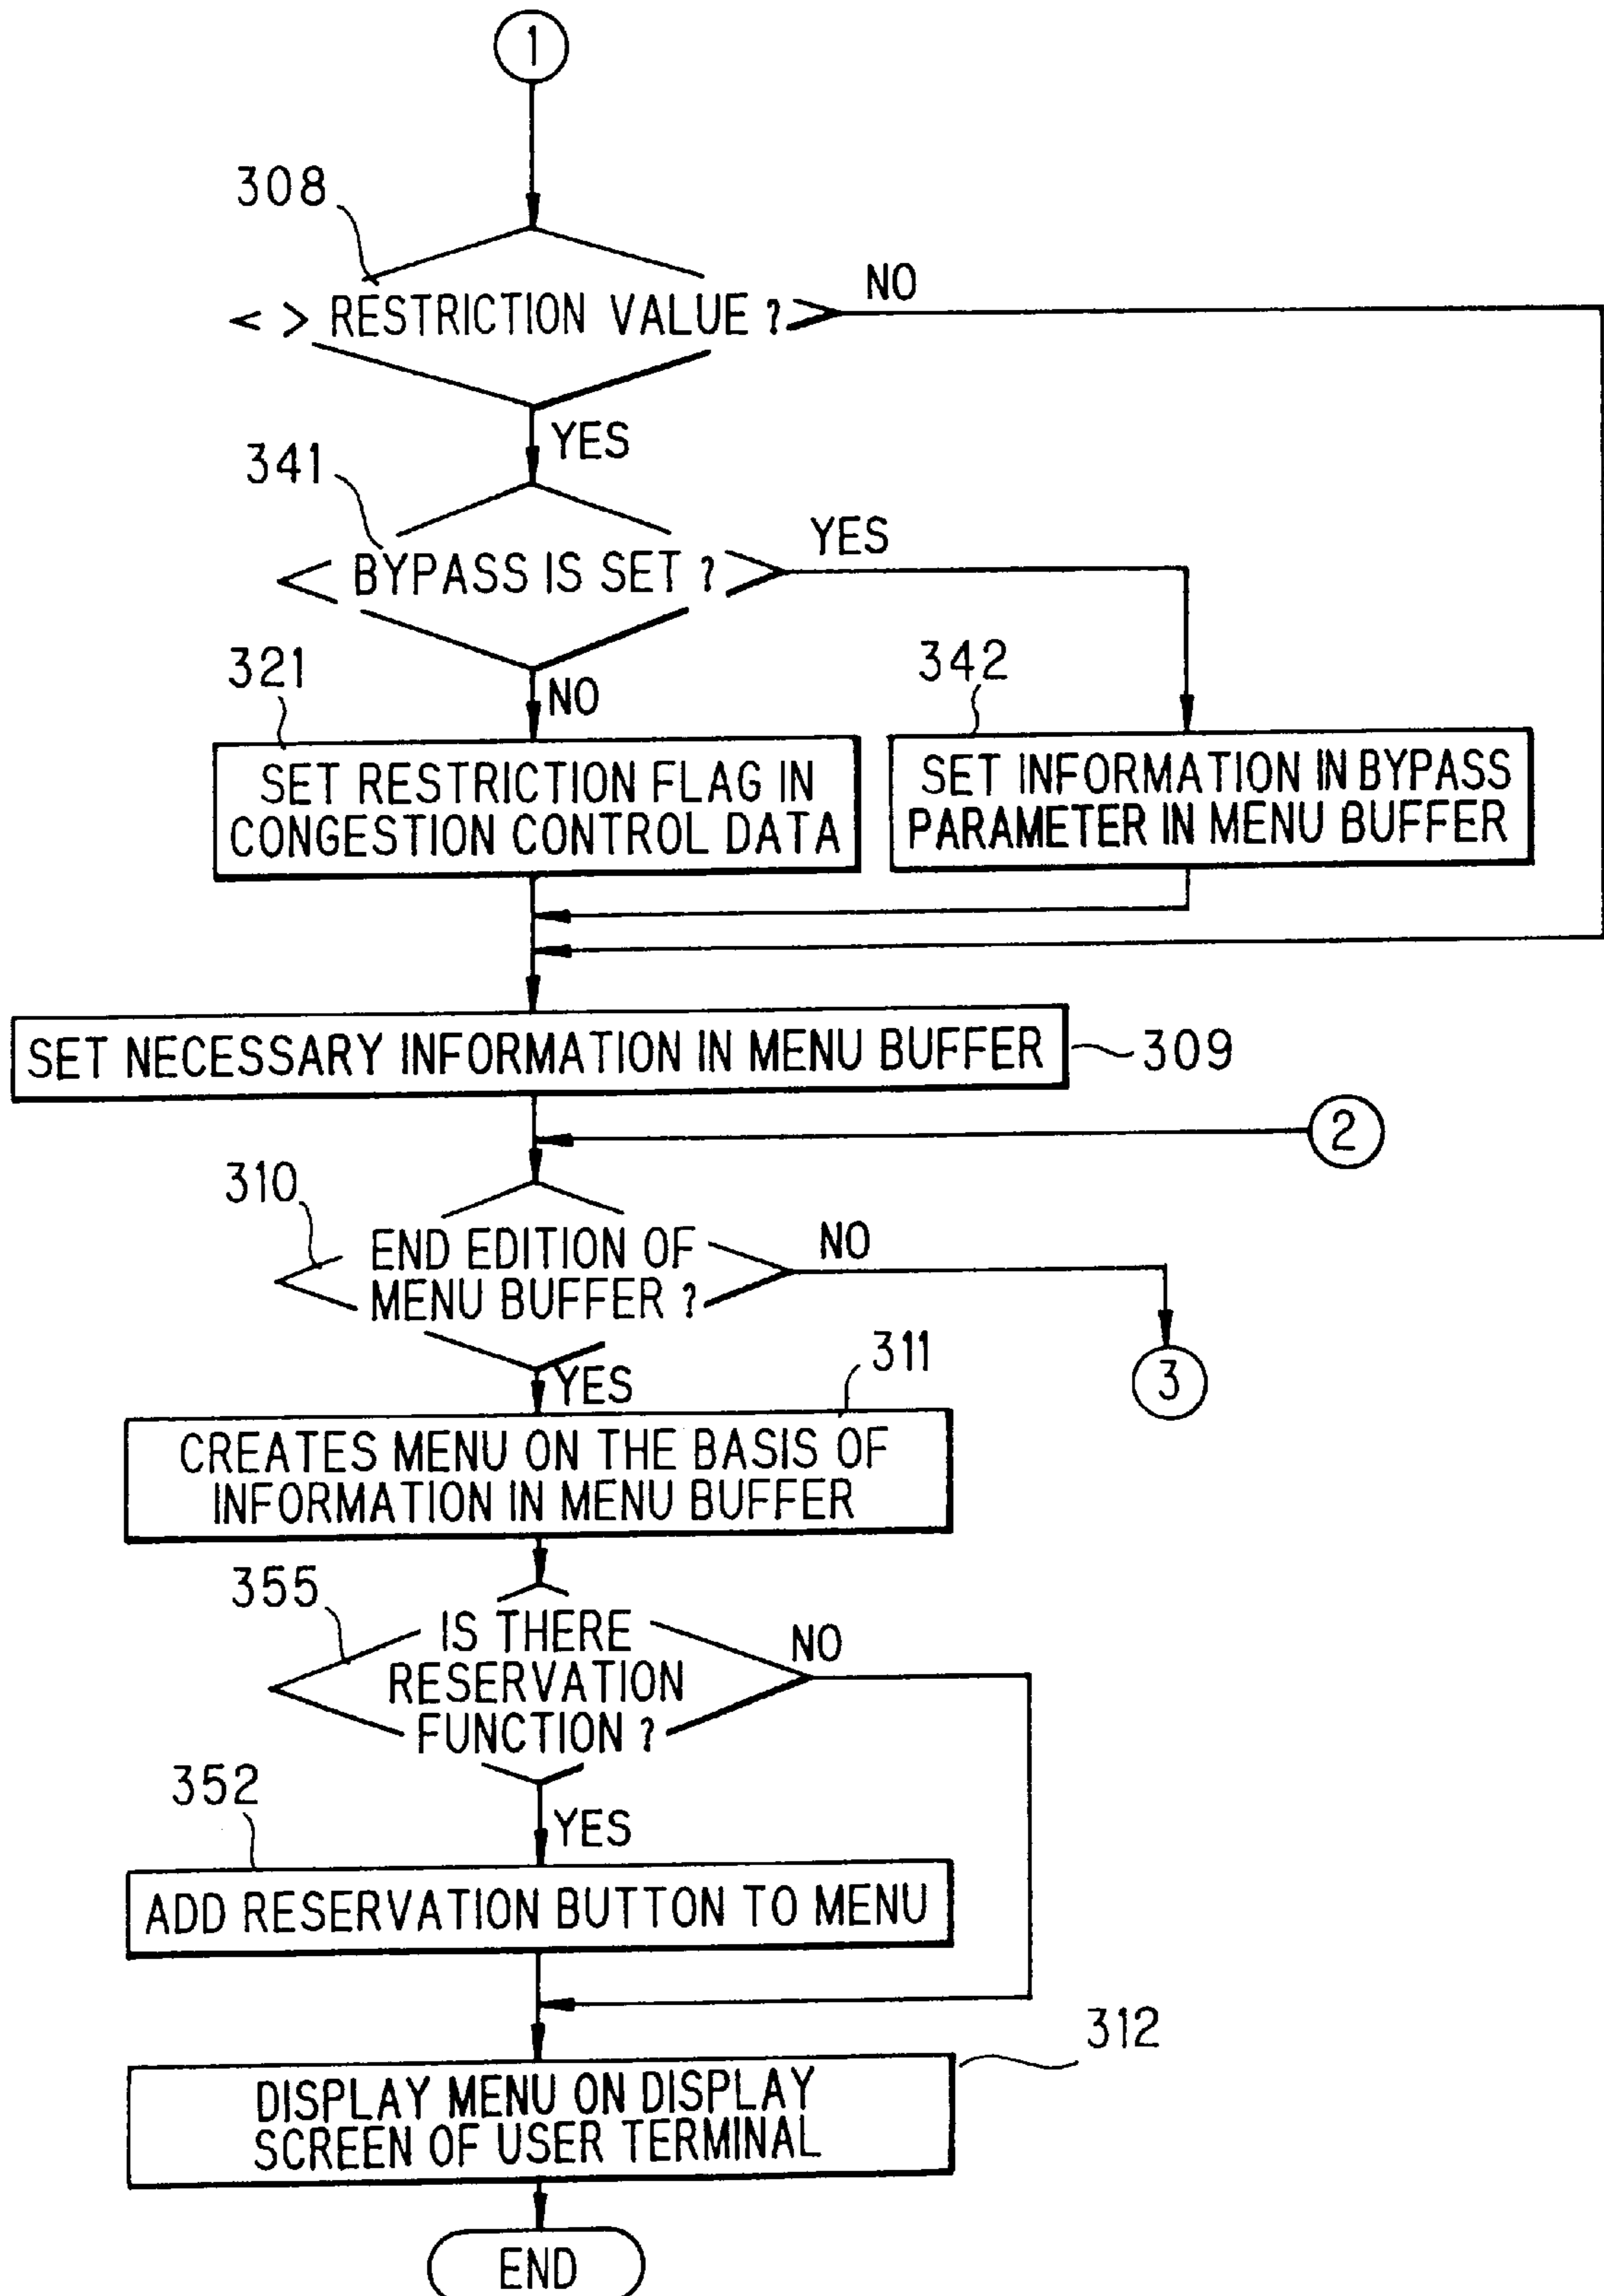 1
308
< > RESTRICTION VALUE ?
NO
YES
341
BYPASS IS SET ?
YES
321
NO
342
SET RESTRICTION FLAG IN
CONGESTION CONTROL DATA
SET INFORMATION IN BYPASS
PARAMETER IN MENU BUFFER
SET NECESSARY INFORMATION IN MENU BUFFER
309
2
310
END EDITION OF
MENU BUFFER ?
NO
YES
311
3
CREATES MENU ON THE BASIS OF
INFORMATION IN MENU BUFFER
355
IS THERE
RESERVATION
FUNCTION ?
NO
352
YES
ADD RESERVATION BUTTON TO MENU
312
DISPLAY MENU ON DISPLAY
SCREEN OF USER TERMINAL
END